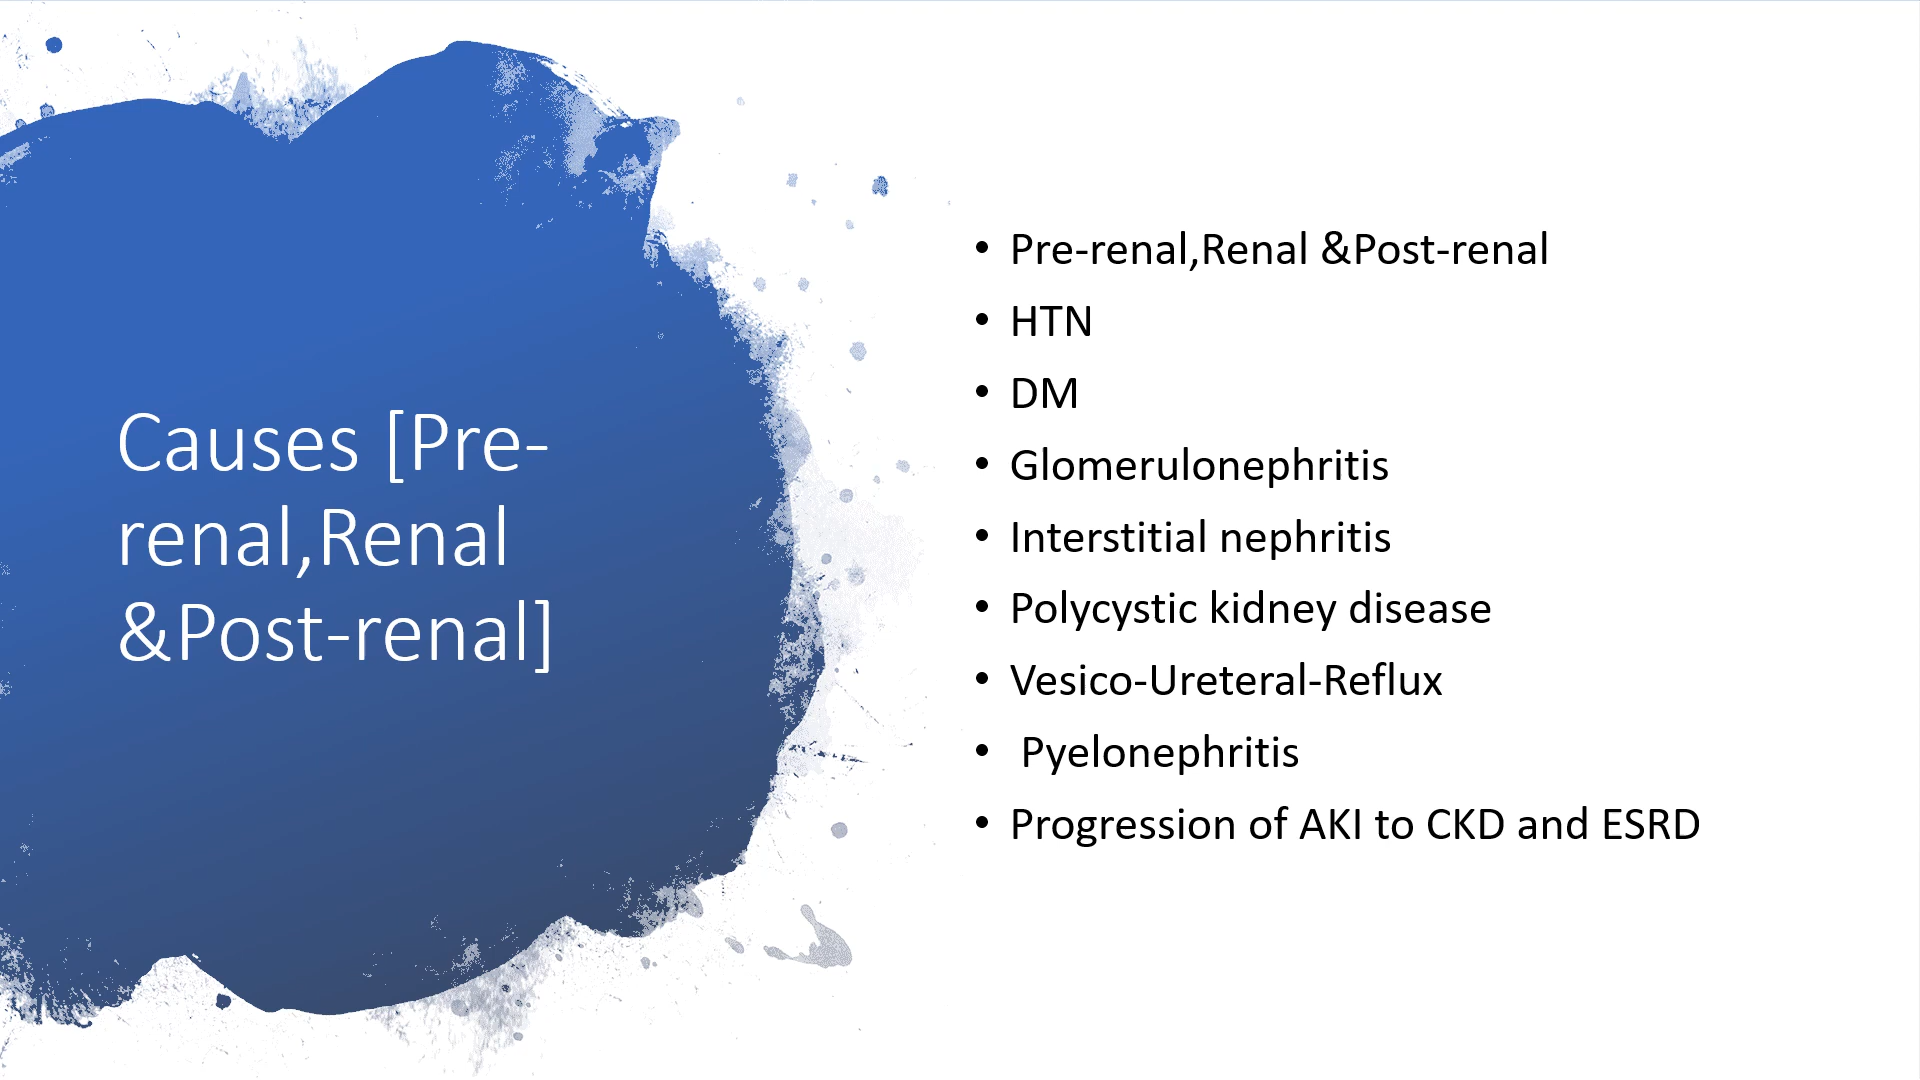 Causes [Pre-
renal,Renal
&Post-renal]
• Pre-renal,Renal &Post-renal
• HTN
• DM
• Glomerulonephritis
• Interstitial nephritis
• Polycystic kidney disease
• Vesico-Ureteral-Reflux
• Pyelonephritis
• Progression of AKI to CKD and ESRD